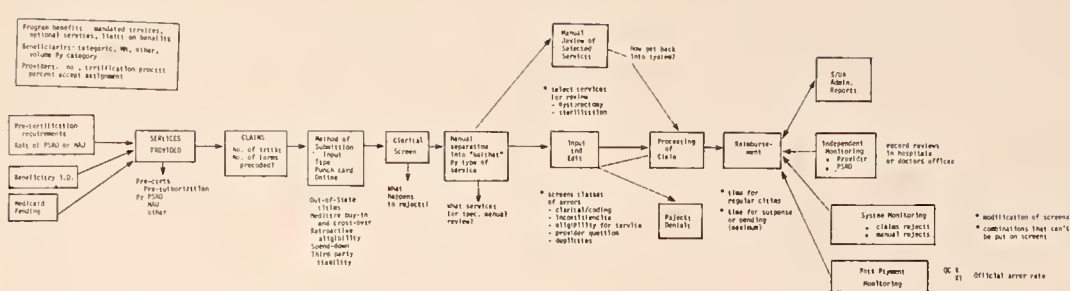 Program benefits mandated services,
optional services, limit on benefits
Beneficiaries: categoric, MN, other,
volume By category
Providers. no., certification process
percent accept assignment
Pre-certification
requirements
Role of PSRO or MAU
Beneficiary I.D.
Medicaid
Pending
SERVICES
PROVIDED
Pre-certs
Pre-authorization
By PSRO
MAU
other
CLAIMS
No. of
No. of forms
precoded?
Method of
Submission
- input
Tape
Punch card
Online
Out-of-State
claims
Medicare buy-in
and cross-over
Retroactive
eligibility
Spend-down
Third party
liability
Clerical
Screen
What
happens
to rejects?
Manual
separation
into "batches"
By type of
service
What services
for spec. manual
review?
Manual
Review of
Selected
Services
How get back
into system?
* select services
for review
- hysterectomy
- sterilization
Input
and
Edit
* screens classes
of errors
- clerical/coding
- inconsistencies
- eligibility for service
- provider question
- duplicates
Processing
of
Claim
Rejects
Denials
Reimburse-
ment
* time for
regular claims
* time for suspense
or pending
(maximum)
S/UR
Admin.
Reports
Independent
Monitoring
• Provider
• PSRO
record reviews
in hospitals
or doctors offices
System Monitoring
• claims rejects
• manual rejects
* modification of screens
* combinations that can't
be put on screens
Post Payment
Monitoring
QC
Official error rate